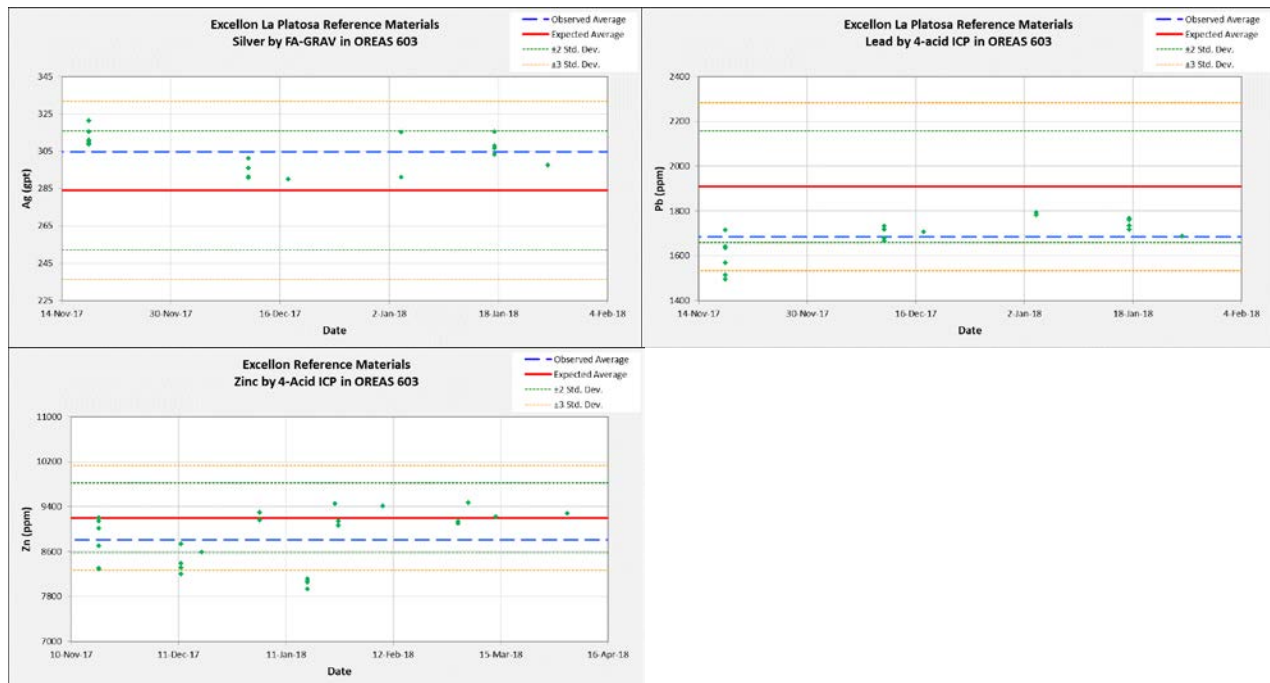 Excellon La Platosa Reference Materials
Silver by FA-GRAV in OREAS 603
Observed Average
Expected Average
±2 Std. Dev.
±3 Std. Dev.
345
325
305
285
265
245
225
Ag (gpt)
14-Nov-17 30-Nov-17 16-Dec-17 2-Jan-18 18-Jan-18 4-Feb-18
Date
Excellon La Platosa Reference Materials
Lead by 4-acid ICP in OREAS 603
Observed Average
Expected Average
±2 Std. Dev.
±3 Std. Dev.
2400
2200
2000
1800
1600
1400
Pb (ppm)
14-Nov-17 30-Nov-17 16-Dec-17 2-Jan-18 18-Jan-18 4-Feb-18
Date
Excellon Reference Materials
Zinc by 4-Acid ICP in OREAS 603
Observed Average
Expected Average
±2 Std. Dev.
±3 Std. Dev.
11000
10200
9400
8600
7800
7000
Zn (ppm)
10-Nov-17 11-Dec-17 11-Jan-18 12-Feb-18 15-Mar-18 16-Apr-18
Date